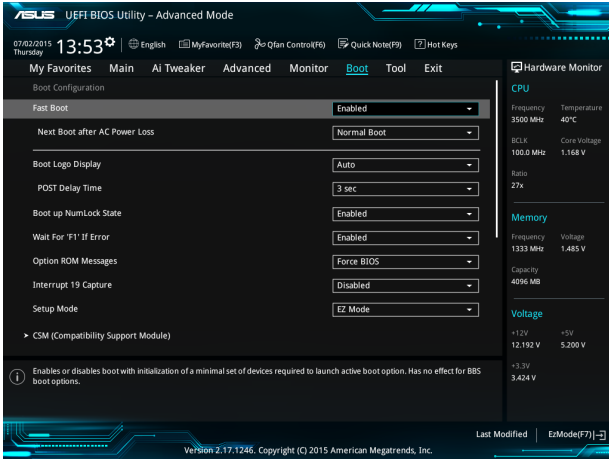 ASUS UEFI BIOS Utility – Advanced Mode
07/02/2015 Thursday 13:53 English MyFavorite(F3) Qfan Control(F6) Quick Note(F9) Hot Keys
My Favorites Main Ai Tweaker Advanced Monitor Boot Tool Exit
Boot Configuration
Fast Boot Enabled
Next Boot after AC Power Loss Normal Boot
Boot Logo Display Auto
POST Delay Time 3 sec
Boot up NumLock State Enabled
Wait For 'F1' If Error Enabled
Option ROM Messages Force BIOS
Interrupt 19 Capture Disabled
Setup Mode EZ Mode
CSM (Compatibility Support Module)
Enables or disables boot with initialization of a minimal set of devices required to launch active boot option. Has no effect for BBS
boot options.
Hardware Monitor
CPU
Frequency Temperature
3500 MHz 40°C
BCLK Core Voltage
100.0 MHz 1.168 V
Ratio
27x
Memory
Frequency Voltage
1333 MHz 1.485 V
Capacity
4096 MB
Voltage
+12V +5V
12.192 V 5.200 V
+3.3V
3.424 V
Last Modified EzMode(F7)
Version 2.17.1246. Copyright (C) 2015 American Megatrends, Inc.